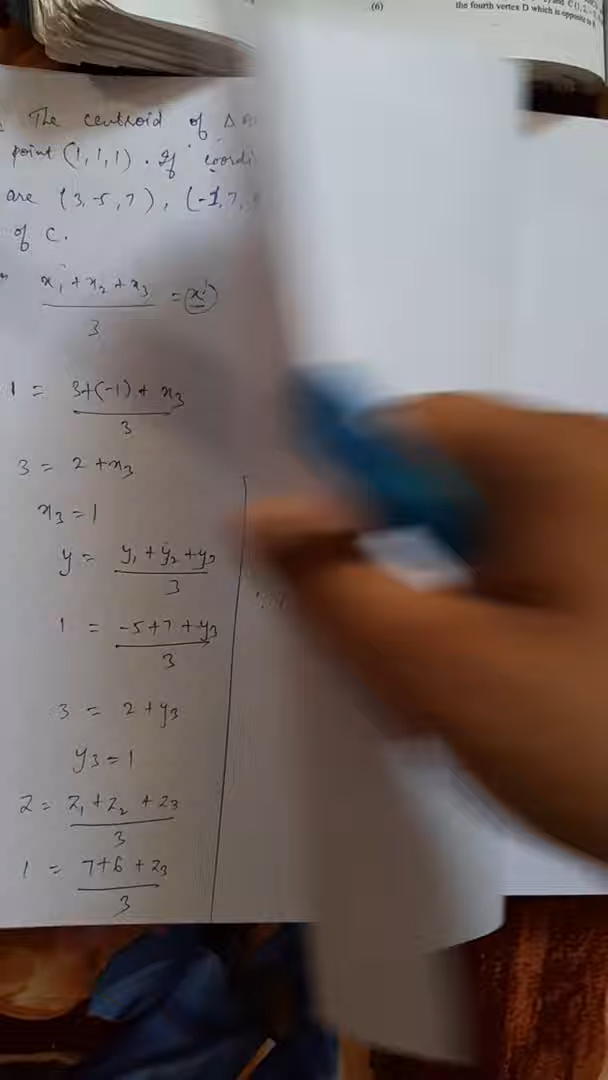 (6)
the fourth vertex D which is opposite to
The centroid of Δ
point (1, 1, 1). If coordi
are (3, -5, 7), (-1, 7,
of C.
x₁ + x₂ + x₃ / 3 = x
1 = 3+(-1) + x₃ / 3
3 = 2 + x₃
x₃ = 1
y = y₁ + y₂ + y₃ / 3
1 = -5+7+y₃ / 3
3 = 2 + y₃
y₃ = 1
z = z₁ + z₂ + z₃ / 3
1 = 7+6+z₃ / 3